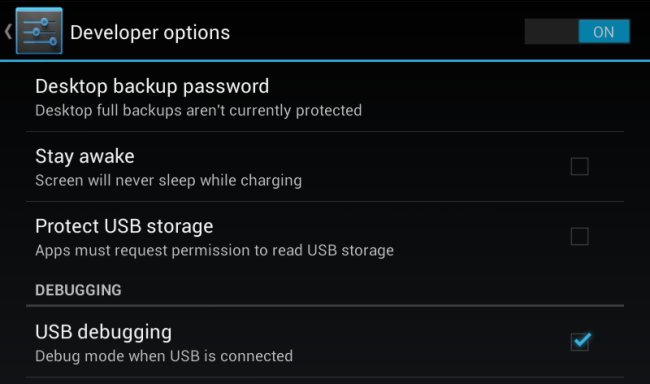 Developer options
ON
Desktop backup password
Desktop full backups aren't currently protected
Stay awake
Screen will never sleep while charging
Protect USB storage
Apps must request permission to read USB storage
DEBUGGING
USB debugging
Debug mode when USB is connected